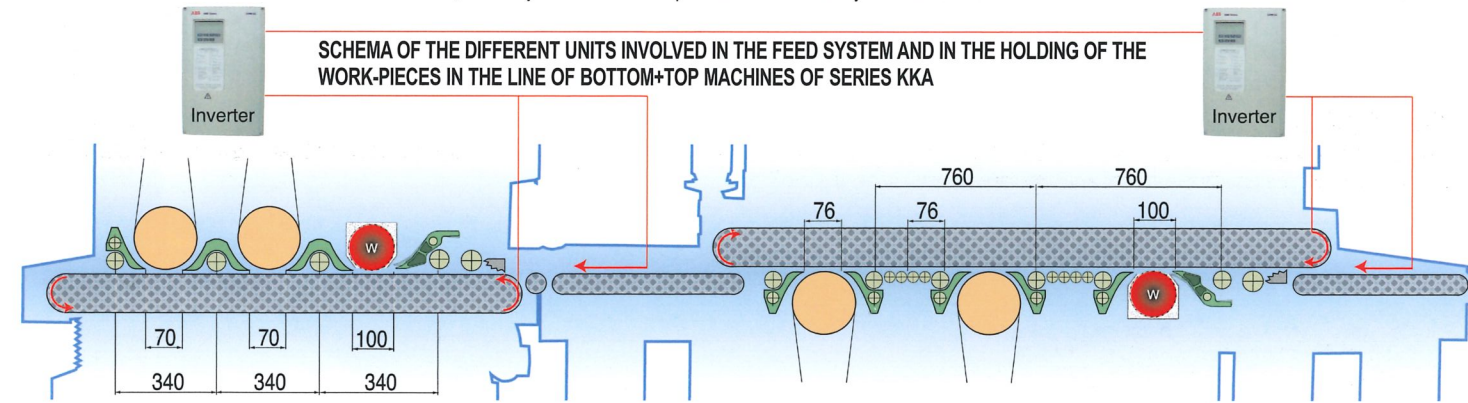 ABB
ABB
SCHEMA OF THE DIFFERENT UNITS INVOLVED IN THE FEED SYSTEM AND IN THE HOLDING OF THE
WORK-PIECES IN THE LINE OF BOTTOM+TOP MACHINES OF SERIES KKA
Inverter
Inverter
760
760
76
76
100
W
W
70
70
100
340
340
340